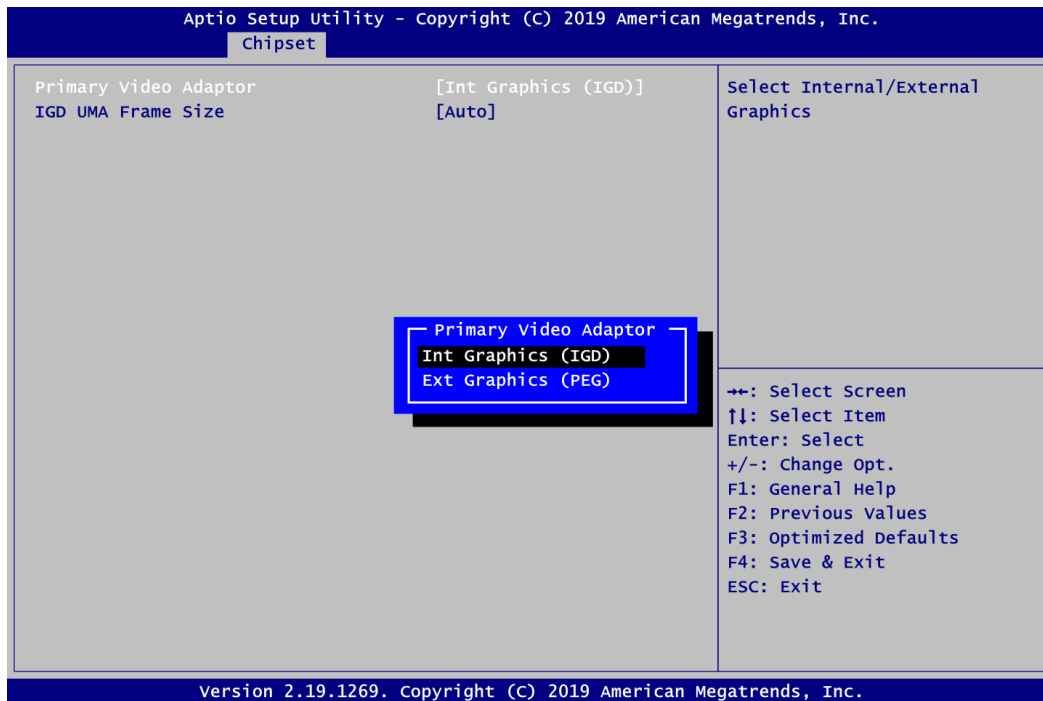 Aptio Setup Utility - Copyright (C) 2019 American Megatrends, Inc.
Chipset
Primary Video Adaptor [Int Graphics (IGD)]
IGD UMA Frame Size [Auto]
Select Internal/External
Graphics
Primary Video Adaptor
Int Graphics (IGD)
Ext Graphics (PEG)
→←: Select Screen
↑↓: Select Item
Enter: Select
+/-: Change Opt.
F1: General Help
F2: Previous Values
F3: Optimized Defaults
F4: Save & Exit
ESC: Exit
Version 2.19.1269. Copyright (C) 2019 American Megatrends, Inc.